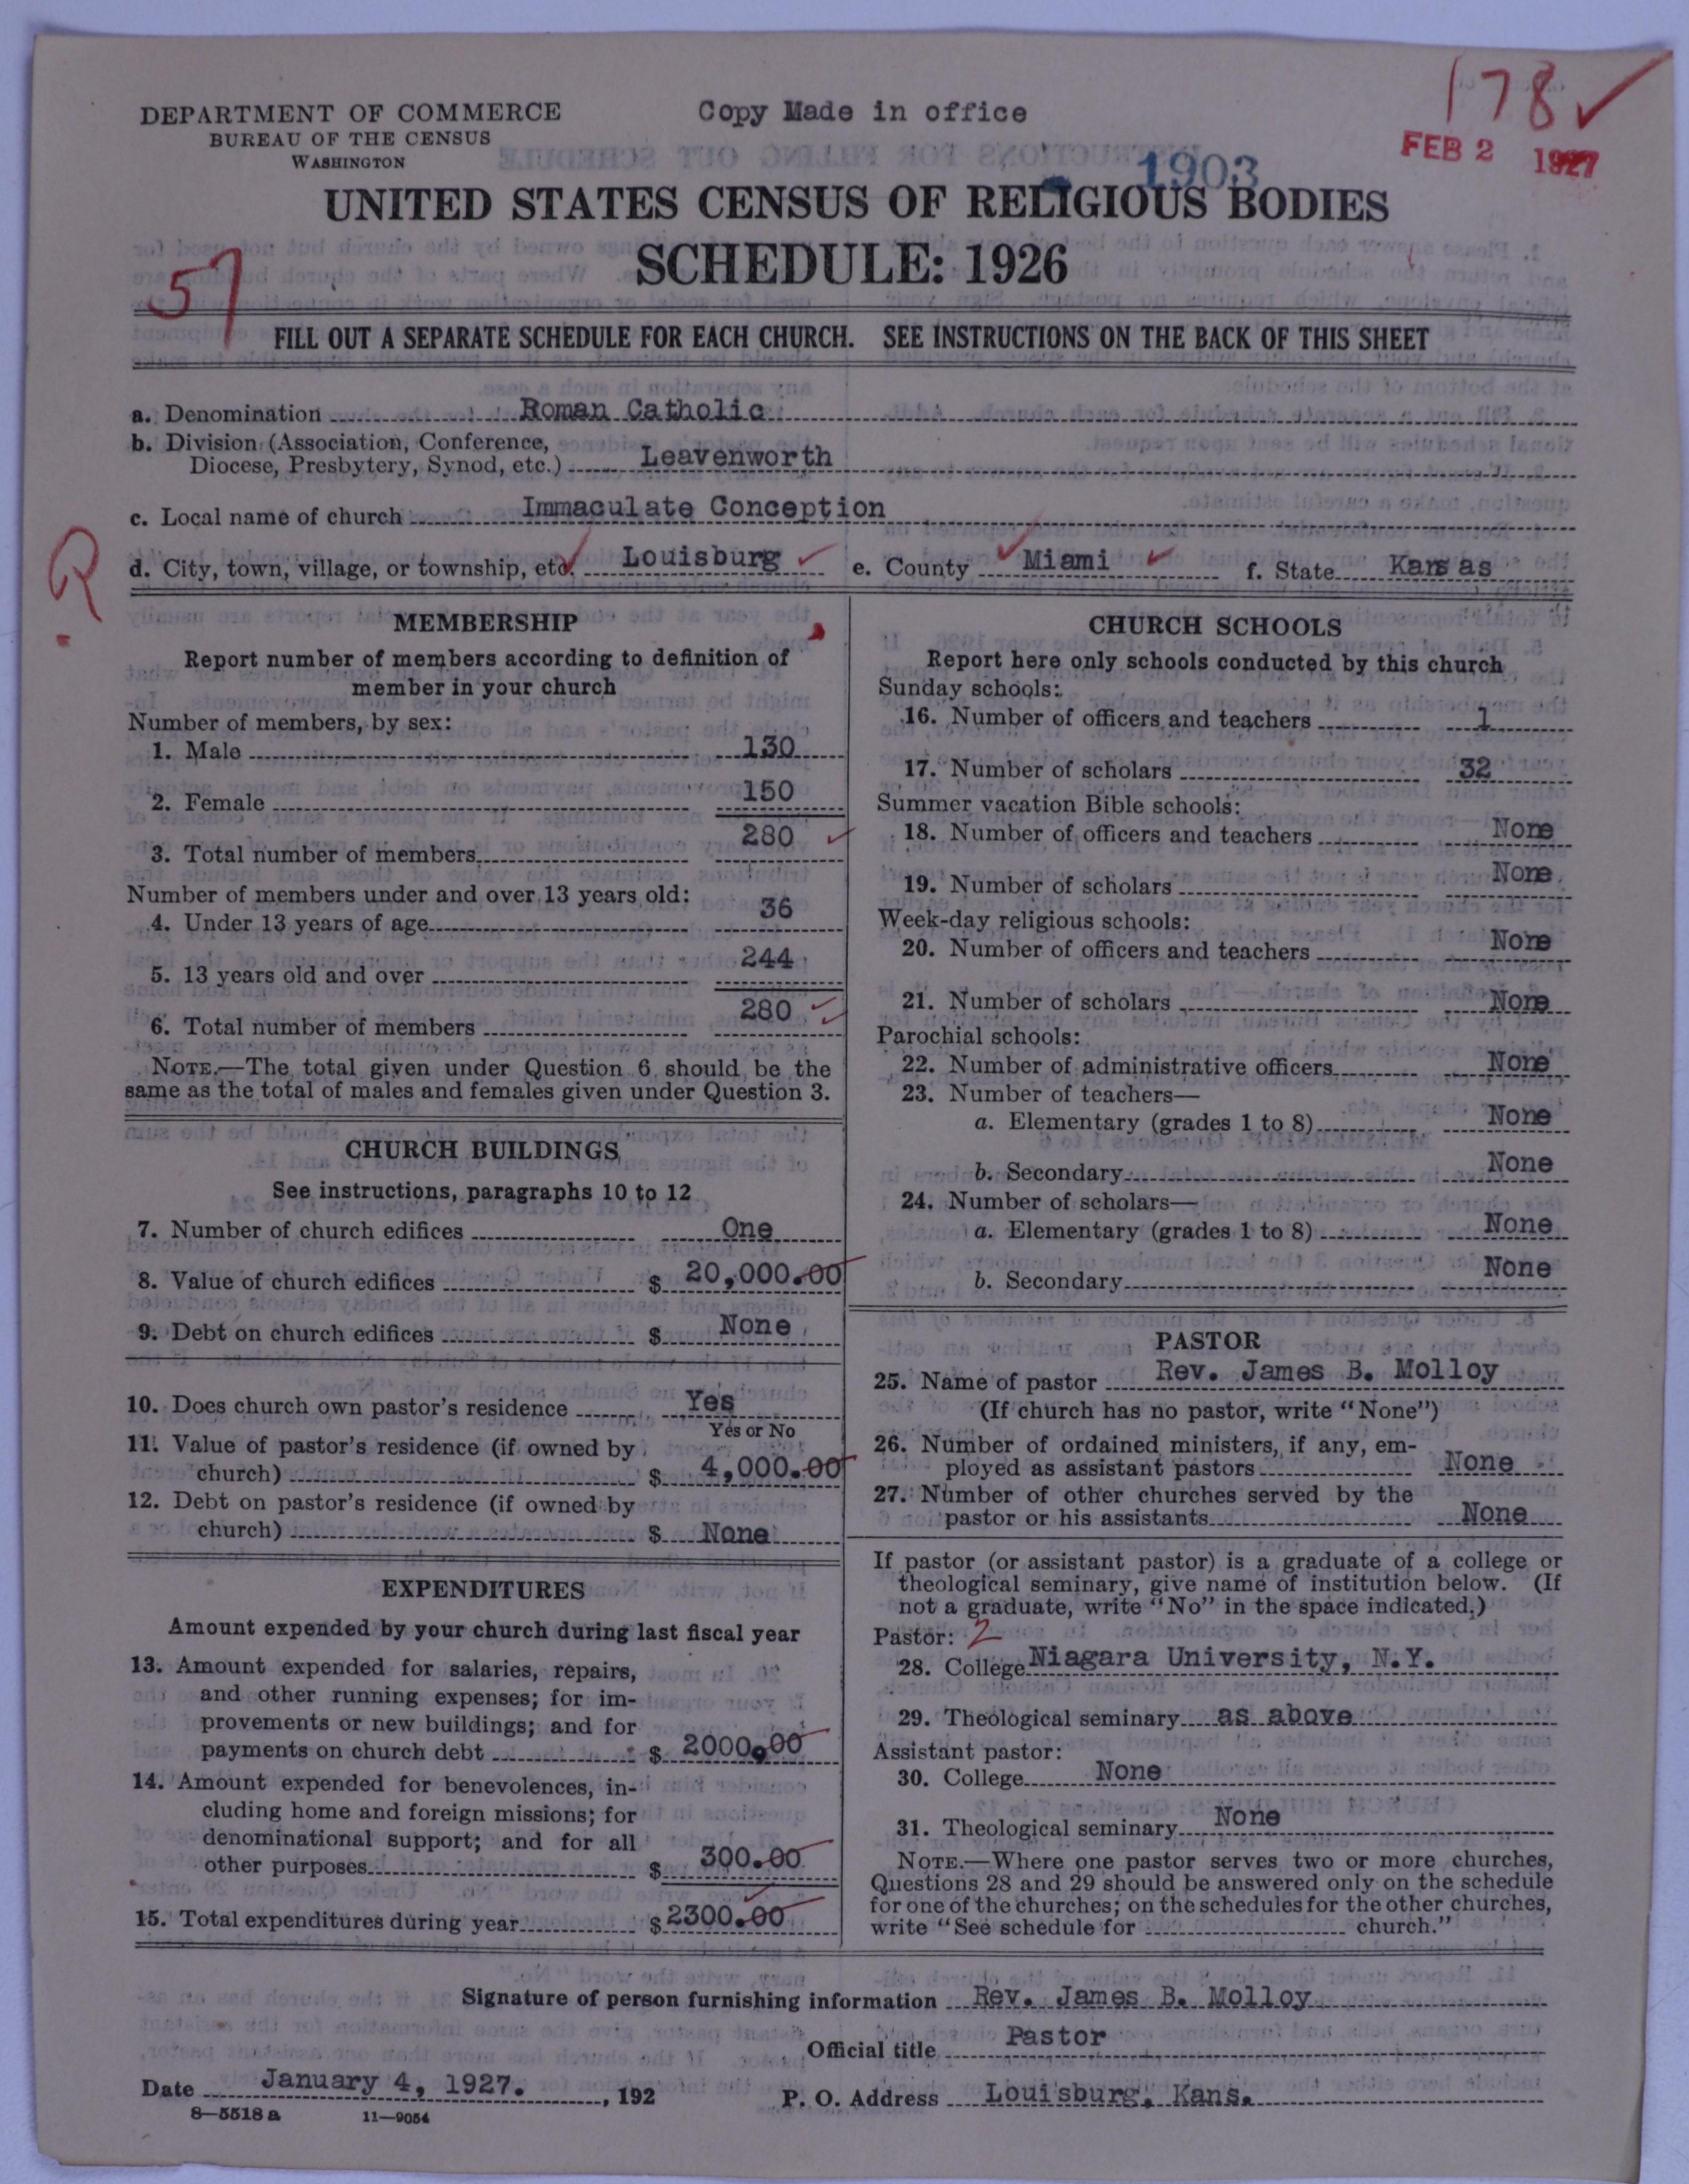 178 ✓
DEPARTMENT OF COMMERCE
BUREAU OF THE CENSUS
WASHINGTON
Copy Made in office
FEB 2 1927
1903
UNITED STATES CENSUS OF RELIGIOUS BODIES
SCHEDULE: 1926
57
FILL OUT A SEPARATE SCHEDULE FOR EACH CHURCH. SEE INSTRUCTIONS ON THE BACK OF THIS SHEET
a. Denomination Roman Catholic
b. Division (Association, Conference,
Diocese, Presbytery, Synod, etc.) Leavenworth
c. Local name of church Immaculate Conception
R
d. City, town, village, or township, etc. Louisburg e. County Miami f. State Kansas
MEMBERSHIP
Report number of members according to definition of
member in your church
Number of members, by sex:
1. Male 130
2. Female 150
3. Total number of members 280
Number of members under and over 13 years old:
4. Under 13 years of age 36
5. 13 years old and over 244
6. Total number of members 280
NOTE.—The total given under Question 6 should be the
same as the total of males and females given under Question 3.
CHURCH BUILDINGS
See instructions, paragraphs 10 to 12
7. Number of church edifices One
8. Value of church edifices $ 20,000.00
9. Debt on church edifices $ None
10. Does church own pastor's residence Yes
Yes or No
11. Value of pastor's residence (if owned by
church) $ 4,000.00
12. Debt on pastor's residence (if owned by
church) $ None
EXPENDITURES
Amount expended by your church during last fiscal year
13. Amount expended for salaries, repairs,
and other running expenses; for im-
provements or new buildings; and for
payments on church debt $ 2000.00
14. Amount expended for benevolences, in-
cluding home and foreign missions; for
denominational support; and for all
other purposes $ 300.00
15. Total expenditures during year $ 2300.00
CHURCH SCHOOLS
Report here only schools conducted by this church
Sunday schools:
16. Number of officers and teachers 1
17. Number of scholars 32
Summer vacation Bible schools:
18. Number of officers and teachers None
19. Number of scholars None
Week-day religious schools:
20. Number of officers and teachers None
21. Number of scholars None
Parochial schools:
22. Number of administrative officers None
23. Number of teachers—
a. Elementary (grades 1 to 8) None
b. Secondary None
24. Number of scholars—
a. Elementary (grades 1 to 8) None
b. Secondary None
PASTOR
25. Name of pastor Rev. James B. Molloy
(If church has no pastor, write "None")
26. Number of ordained ministers, if any, em-
ployed as assistant pastors None
27. Number of other churches served by the
pastor or his assistants None
If pastor (or assistant pastor) is a graduate of a college or
theological seminary, give name of institution below. (If
not a graduate, write "No" in the space indicated.)
Pastor: 2
28. College Niagara University, N.Y.
29. Theological seminary as above
Assistant pastor:
30. College None
31. Theological seminary None
NOTE.—Where one pastor serves two or more churches,
Questions 28 and 29 should be answered only on the schedule
for one of the churches; on the schedules for the other churches,
write "See schedule for church."
Signature of person furnishing information Rev. James B. Molloy
Official title Pastor
Date January 4, 1927. , 192 P. O. Address Louisburg, Kans.
8—5518 a 11—9054